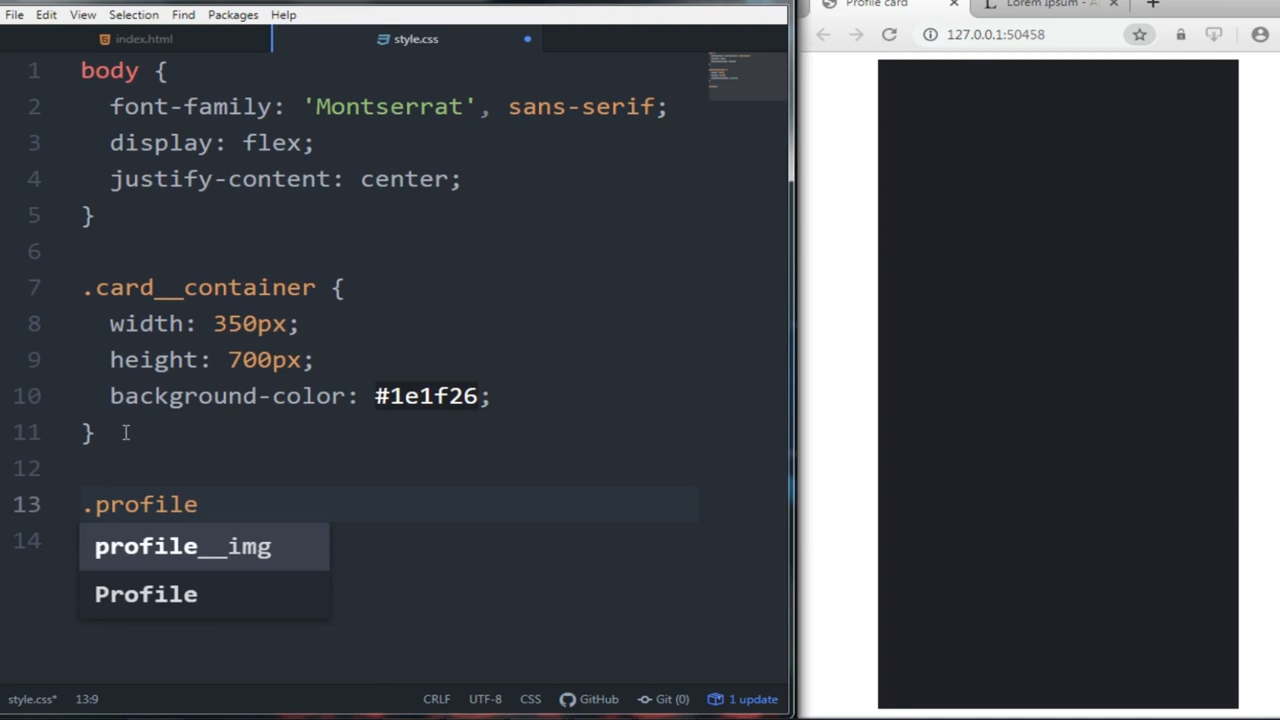 File Edit View Selection Find Packages Help
index.html
style.css
1 body {
2 font-family: 'Montserrat', sans-serif;
3 display: flex;
4 justify-content: center;
5 }
6
7 .card__container {
8 width: 350px;
9 height: 700px;
10 background-color: #1e1f26;
11 }
12
13 .profile
14
profile__img
Profile
style.css* 13:9 CRLF UTF-8 CSS GitHub Git (0) 1 update
Profile card
Lorem Ipsum - A
127.0.0.1:50458